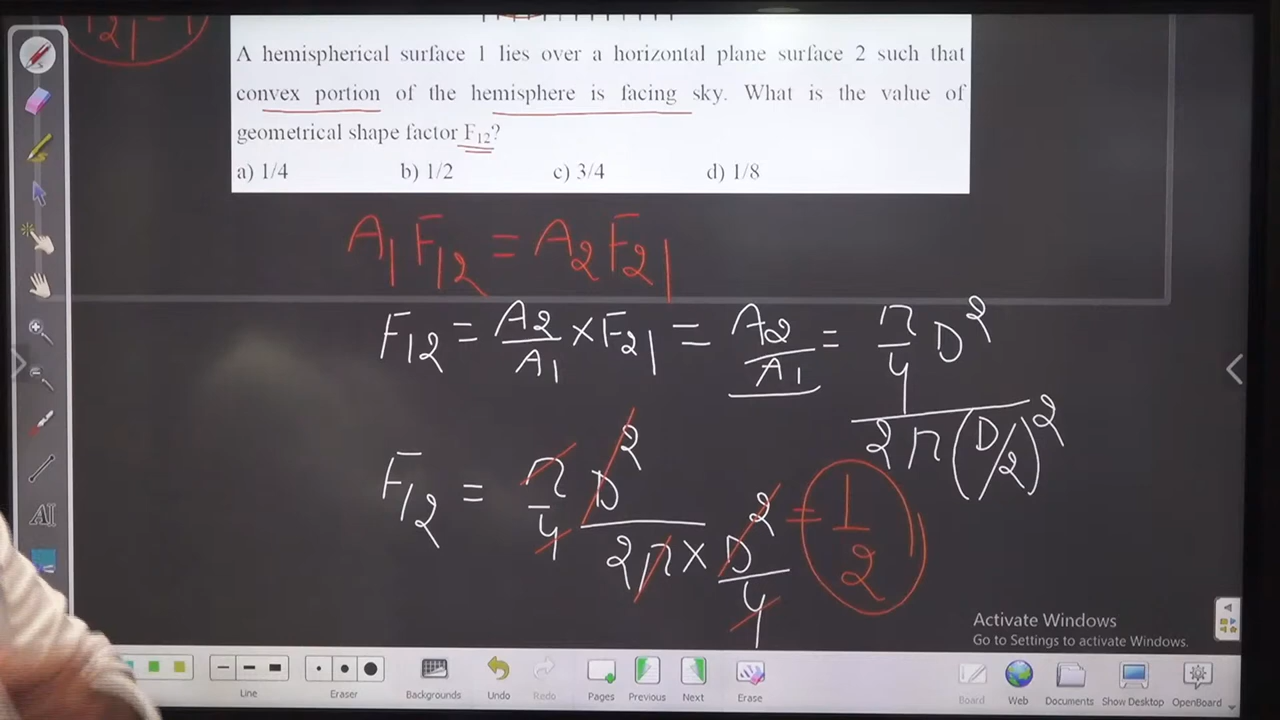 F21 = 1
A hemispherical surface 1 lies over a horizontal plane surface 2 such that
convex portion of the hemisphere is facing sky. What is the value of
geometrical shape factor F12?
a) 1/4 b) 1/2 c) 3/4 d) 1/8
A1 F12 = A2 F21
F12 = A2/A1 × F21 = A2/A1 = π/4 D² / 2π(D/2)²
F12 = π/4 D² / 2π × D²/4 = 1/2
Activate Windows
Go to Settings to activate Windows.
Line Eraser Backgrounds Undo Redo Pages Previous Next Erase Board Web Documents Show Desktop OpenBoard